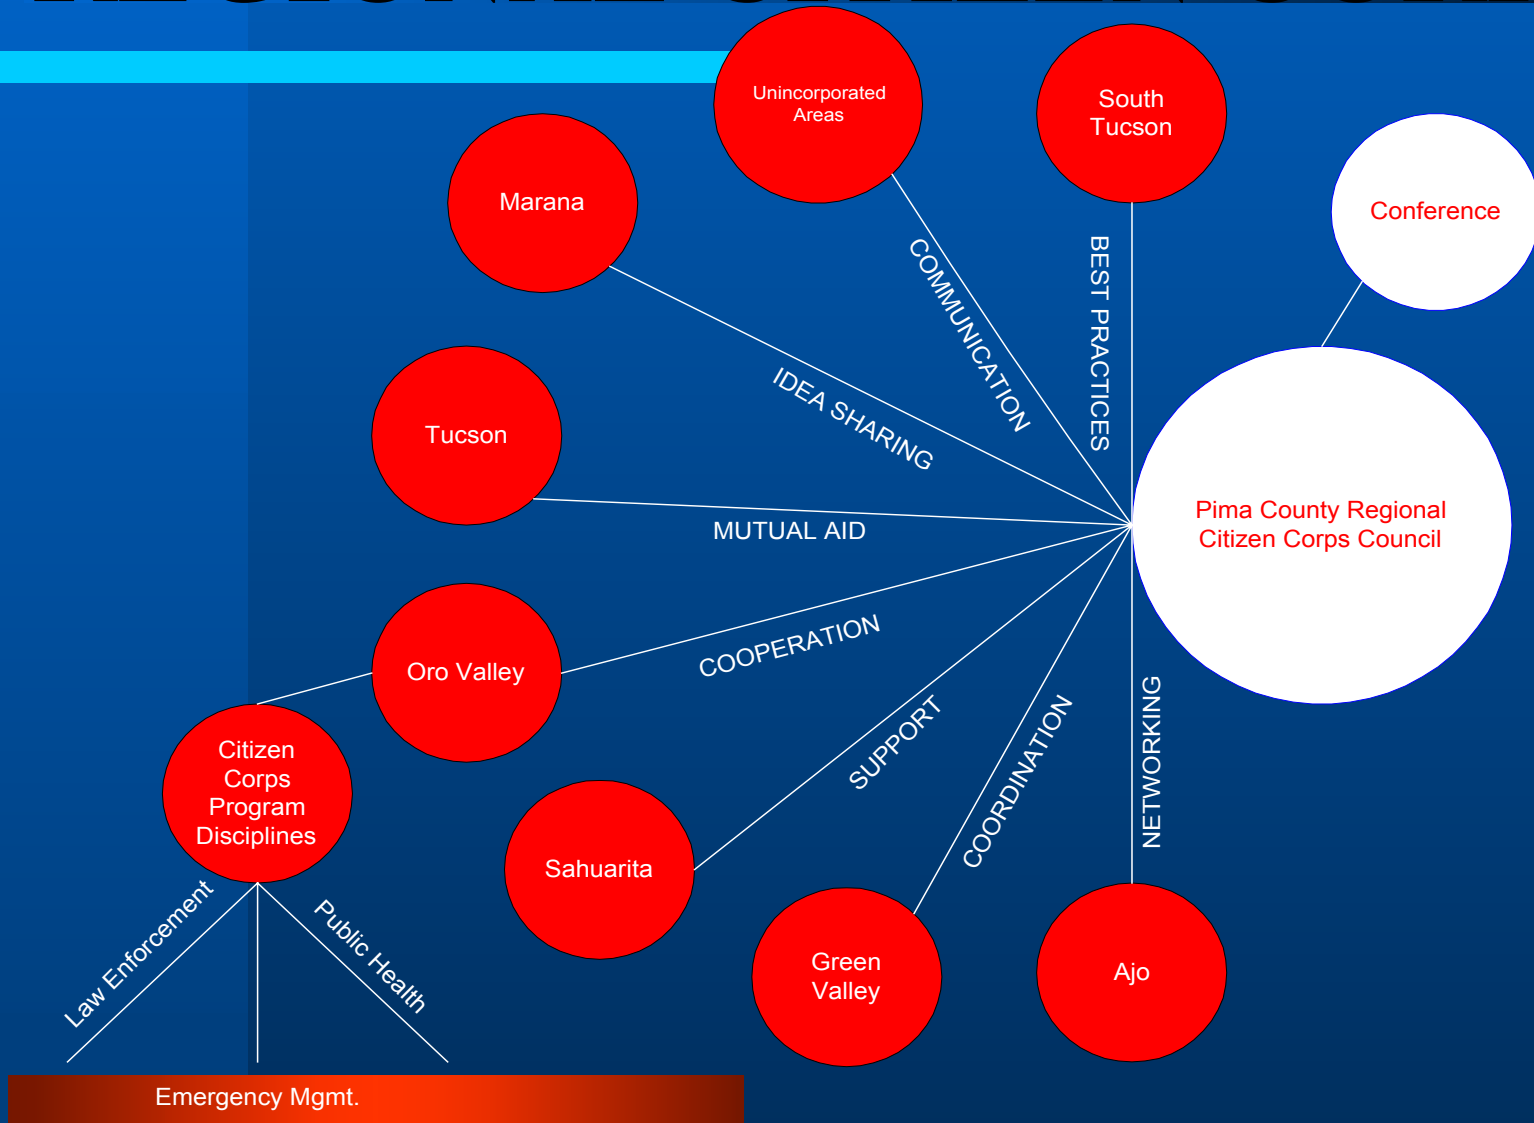 REGIONAL CITIZEN
Unincorporated
Areas
South
Tucson
Marana
Conference
COMMUNICATION
BEST PRACTICES
IDEA SHARING
Tucson
MUTUAL AID
Pima County Regional
Citizen Corps Council
Oro Valley
COOPERATION
SUPPORT
COORDINATION
NETWORKING
Citizen
Corps
Program
Disciplines
Sahuarita
Green
Valley
Ajo
Law Enforcement
Public Health
Emergency Mgmt.